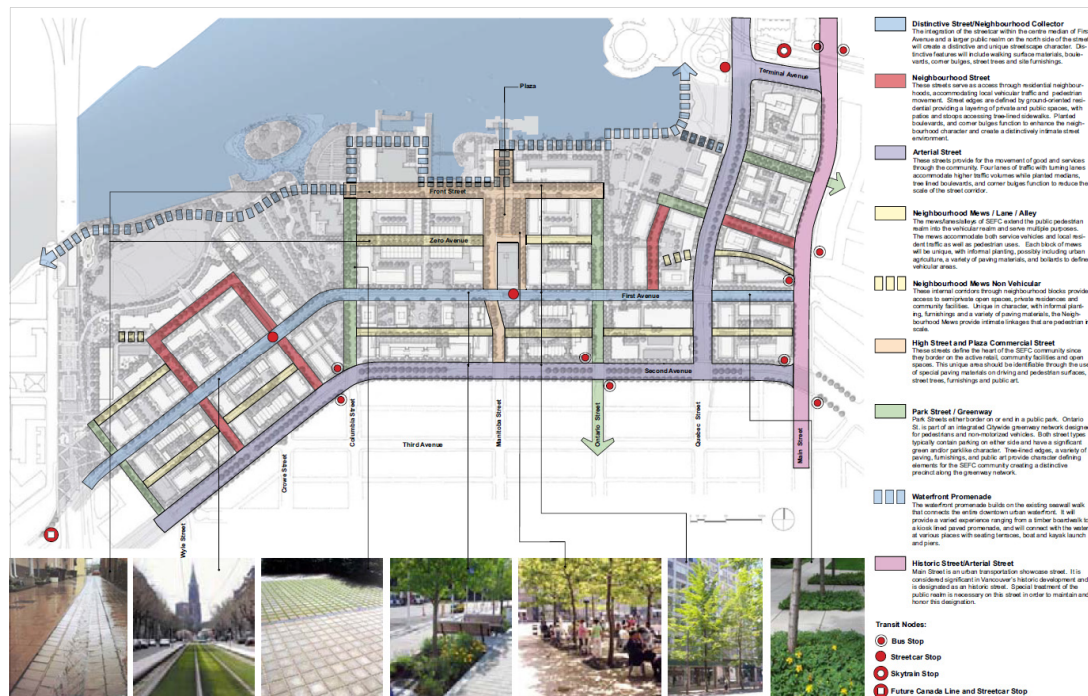 Plaza
Terminal Avenue
Front Street
Zero Avenue
First Avenue
Second Avenue
Third Avenue
Columbia Street
Manitoba Street
Ontario Street
Quebec Street
Main Street
Crowe Street
Wylie Street
Distinctive Street/Neighbourhood Collector
The integration of the streetcar within the centre median of First
Avenue and a larger public realm on the north side of the street
will create a distinctive and unique streetscape character. Dis-
tinctive features will include walking surface materials, boule-
vards, corner bulges, street trees and site furnishings.
Neighbourhood Street
These streets serve as access through residential neighbour-
hoods, accommodating local vehicular traffic and pedestrian
movement. Street edges are defined by ground-oriented resi-
dential providing a layering of private and public spaces, with
patios and stoops accessing tree-lined sidewalks. Planted
boulevards, and corner bulges function to enhance the neigh-
bourhood character and create a distinctively intimate street
environment.
Arterial Street
These streets provide for the movement of good and services
through the community. Four lanes of traffic with turning lanes
accommodate higher traffic volumes while planted medians,
tree lined boulevards, and corner bulges function to reduce the
scale of the street corridor.
Neighbourhood Mews / Lane / Alley
The mews/lanes/alleys of SEFC extend the public pedestrian
realm into the vehicular realm and serve multiple purposes.
The mews accommodate both service vehicles and local resi-
dent traffic as well as pedestrian uses. Each block of mews
will be unique, with informal planting, possibly including urban
agriculture, a variety of paving materials, and bollards to define
vehicular areas.
Neighbourhood Mews Non Vehicular
These internal corridors through neighbourhood blocks provide
access to semiprivate open spaces, private residences and
community facilities. Unique in character, with informal plant-
ing, furnishings and a variety of paving materials, the Neigh-
bourhood Mews provide intimate linkages that are pedestrian in
scale.
High Street and Plaza Commercial Street
These streets define the heart of the SEFC community since
they border on the active retail, community facilities and open
spaces. This unique area should be identifiable through the use
of special paving materials on driving and pedestrian surfaces,
street trees, furnishings and public art.
Park Street / Greenway
Park Streets either border on or end in a public park. Ontario
St. is part of an integrated Citywide greenway network designed
for pedestrians and non-motorized vehicles. Both street types
typically contain parking on either side and have a significant
green and/or parklike character. Tree-lined edges, a variety of
paving, furnishings, and public art provide character defining
elements for the SEFC community creating a distinctive
precinct along the greenway network.
Waterfront Promenade
The waterfront promenade builds on the existing seawall walk
that connects the entire downtown urban waterfront. It will
provide a varied experience ranging from a timber boardwalk to
a kiosk lined paved promenade, and will connect with the water
at various places with seating terraces, boat and kayak launch
and piers.
Historic Street/Arterial Street
Main Street is an urban transportation showcase street. It is
considered significant in Vancouver's historic development and
is designated as an historic street. Special treatment of the
public realm is necessary on this street in order to maintain and
honor this designation.
Transit Nodes:
Bus Stop
Streetcar Stop
Skytrain Stop
Future Canada Line and Streetcar Stop